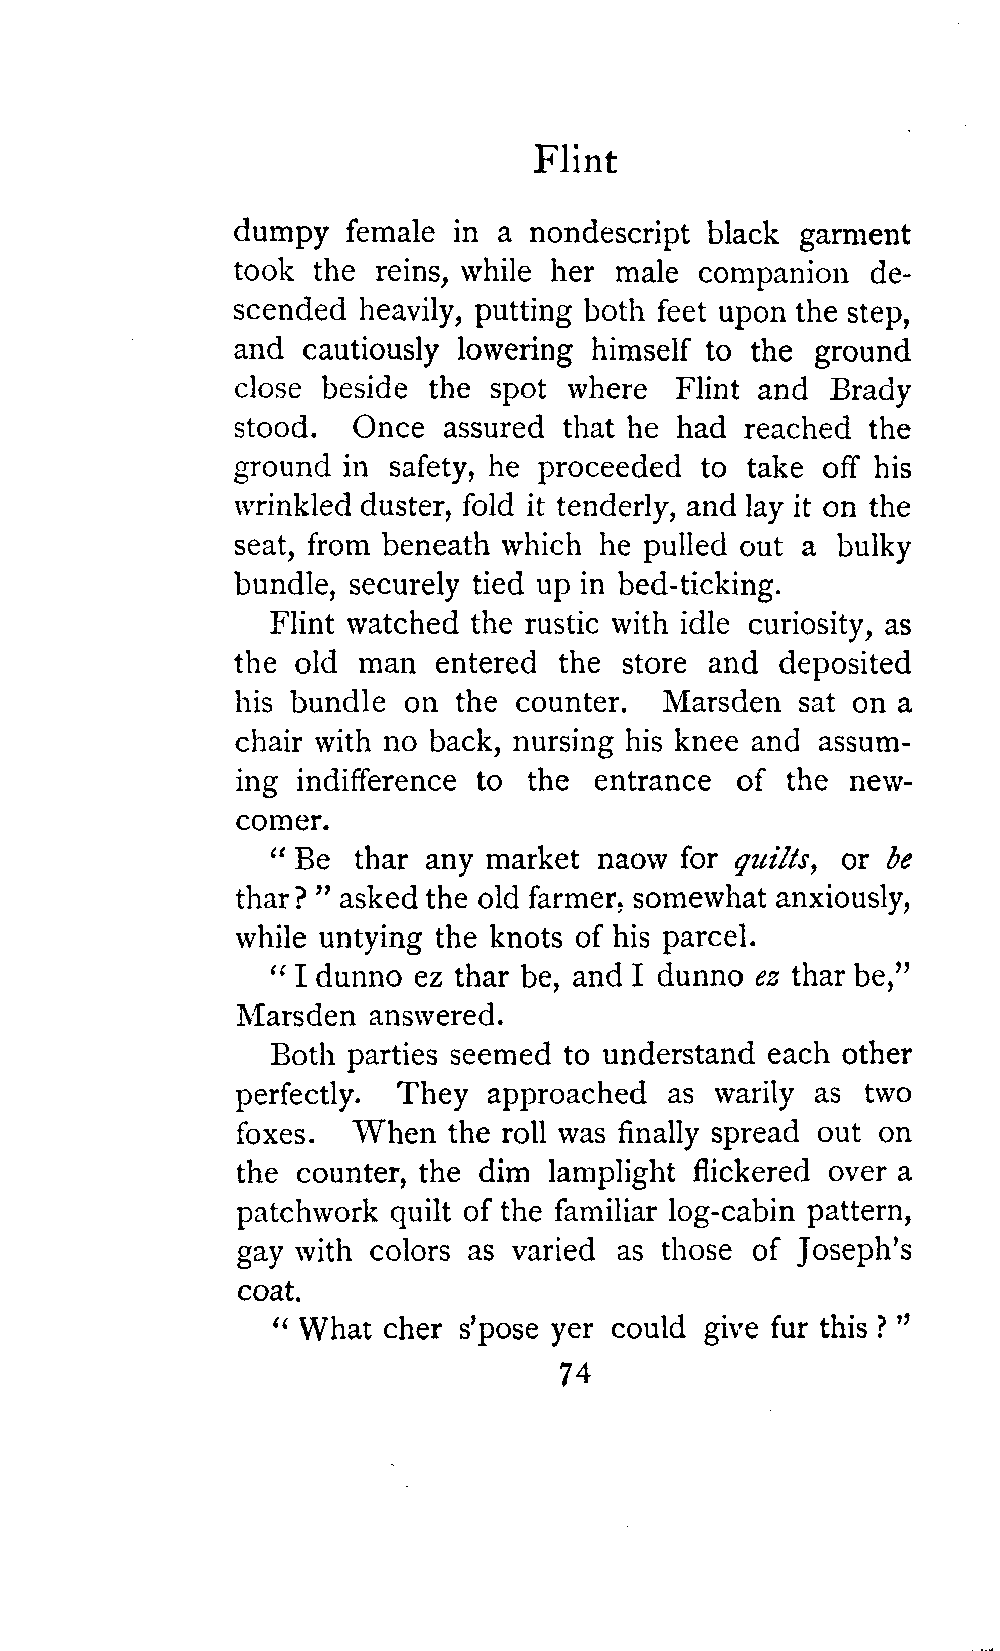 Flint
dumpy female in a nondescript black garment
took the reins, while her male companion de-
scended heavily, putting both feet upon the step,
and cautiously lowering himself to the ground
close beside the spot where Flint and Brady
stood. Once assured that he had reached the
ground in safety, he proceeded to take off his
wrinkled duster, fold it tenderly, and lay it on the
seat, from beneath which he pulled out a bulky
bundle, securely tied up in bed-ticking.
Flint watched the rustic with idle curiosity, as
the old man entered the store and deposited
his bundle on the counter. Marsden sat on a
chair with no back, nursing his knee and assum-
ing indifference to the entrance of the new-
comer.
"Be thar any market naow for quilts, or be
thar?" asked the old farmer, somewhat anxiously,
while untying the knots of his parcel.
"I dunno ez thar be, and I dunno ez thar be,"
Marsden answered.
Both parties seemed to understand each other
perfectly. They approached as warily as two
foxes. When the roll was finally spread out on
the counter, the dim lamplight flickered over a
patchwork quilt of the familiar log-cabin pattern,
gay with colors as varied as those of Joseph's
coat.
"What cher s'pose yer could give fur this?"
74